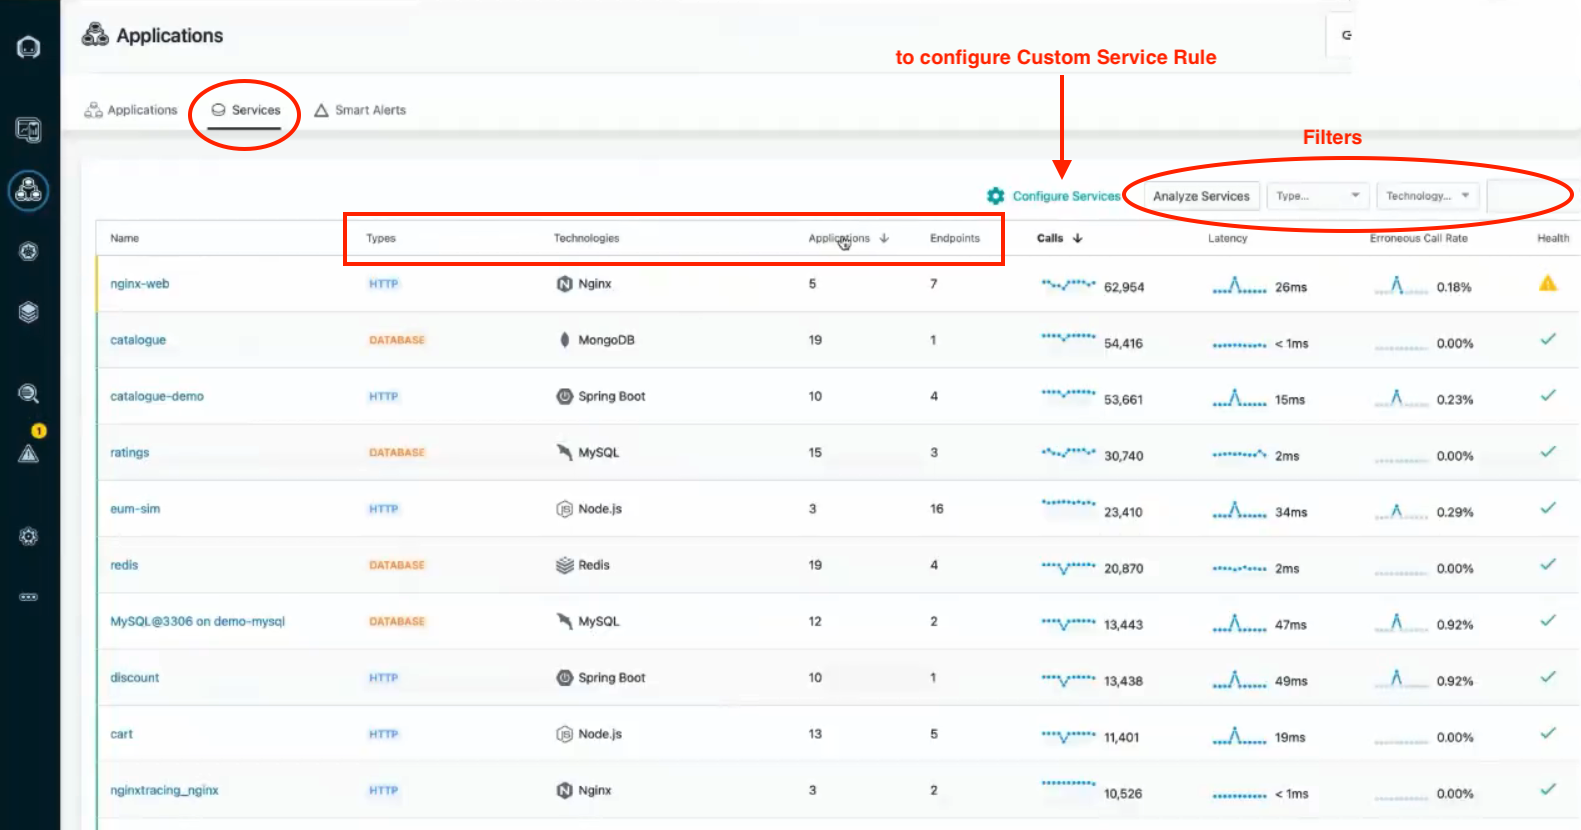 Applications
to configure Custom Service Rule
Applications Services Smart Alerts
Filters
Configure Services Analyze Services Type... Technology...
Name Types Technologies Applications Endpoints Calls Latency Erroneous Call Rate Health
nginx-web HTTP Nginx 5 7 62,954 26ms 0.18%
catalogue DATABASE MongoDB 19 1 54,416 < 1ms 0.00%
catalogue-demo HTTP Spring Boot 10 4 53,661 15ms 0.23%
1
ratings DATABASE MySQL 15 3 30,740 2ms 0.00%
eum-sim HTTP Node.js 3 16 23,410 34ms 0.29%
redis DATABASE Redis 19 4 20,870 2ms 0.00%
MySQL@3306 on demo-mysql DATABASE MySQL 12 2 13,443 47ms 0.92%
discount HTTP Spring Boot 10 1 13,438 49ms 0.92%
cart HTTP Node.js 13 5 11,401 19ms 0.00%
nginxtracing_nginx HTTP Nginx 3 2 10,526 < 1ms 0.00%